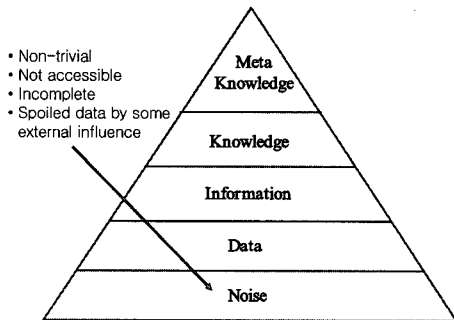 • Non-trivial
• Not accessible
• Incomplete
• Spoiled data by some
external influence
Meta
Knowledge
Knowledge
Information
Data
Noise